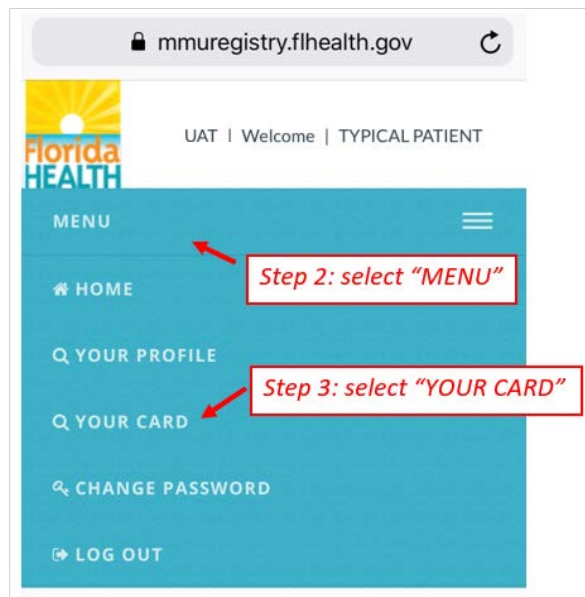 mmuregistry.flhealth.gov
Florida
HEALTH
UAT | Welcome | TYPICAL PATIENT
MENU
Step 2: select “MENU”
HOME
YOUR PROFILE
Step 3: select “YOUR CARD”
YOUR CARD
CHANGE PASSWORD
LOG OUT